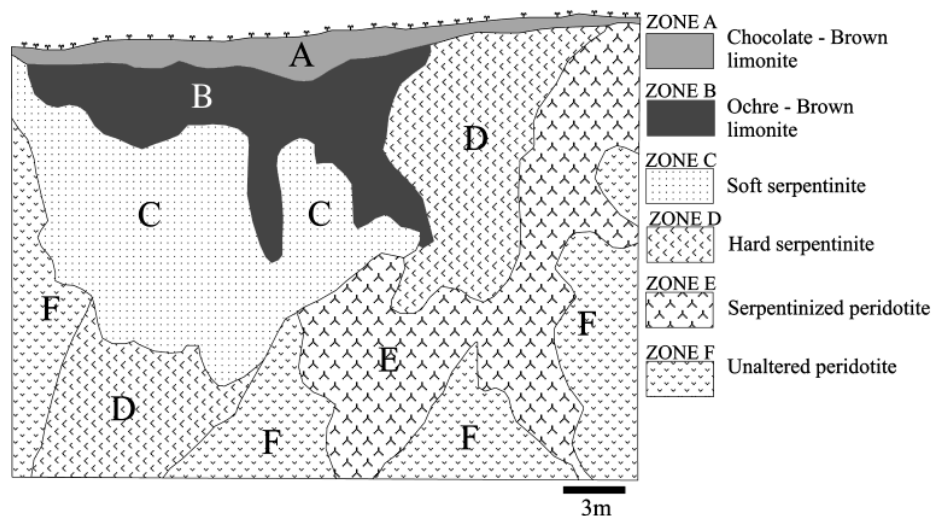 ZONE A
Chocolate - Brown
limonite
ZONE B
Ochre - Brown
limonite
ZONE C
Soft serpentinite
ZONE D
Hard serpentinite
ZONE E
Serpentinized peridotite
ZONE F
Unaltered peridotite
A
B
D
C
C
F
F
E
D
F
F
3m